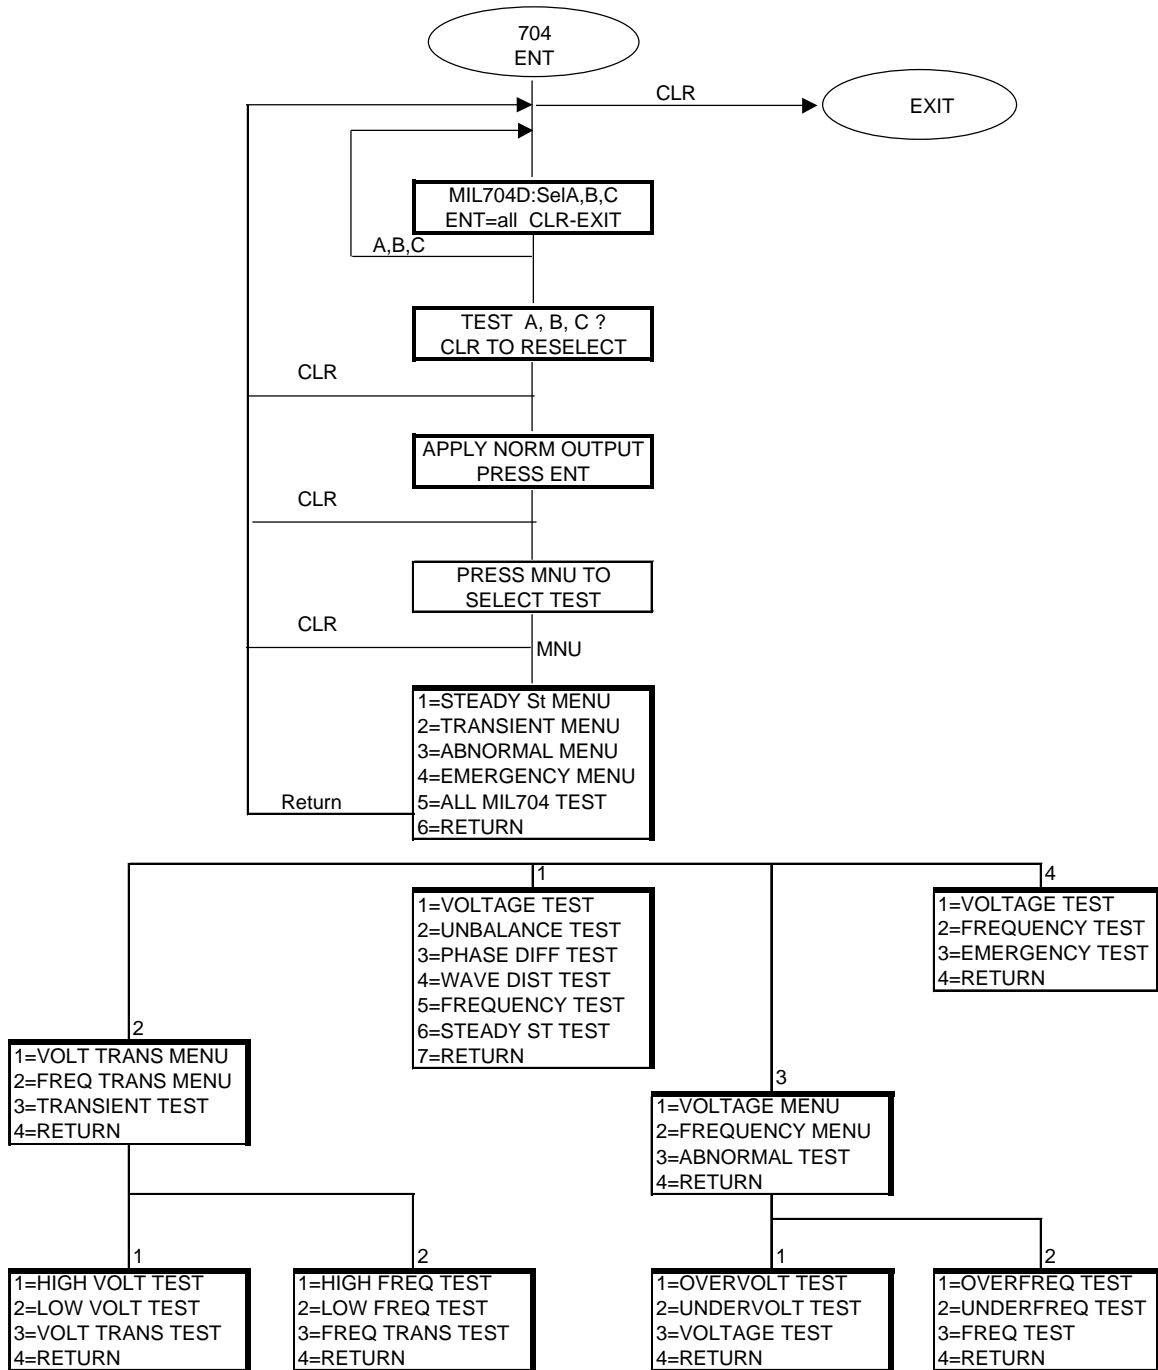 704
ENT
CLR
EXIT
MIL704D:SelA,B,C
ENT=all CLR-EXIT
A,B,C
TEST A, B, C ?
CLR TO RESELECT
CLR
APPLY NORM OUTPUT
PRESS ENT
CLR
PRESS MNU TO
SELECT TEST
CLR
MNU
1=STEADY St MENU
2=TRANSIENT MENU
3=ABNORMAL MENU
4=EMERGENCY MENU
5=ALL MIL704 TEST
6=RETURN
Return
1
1=VOLTAGE TEST
2=UNBALANCE TEST
3=PHASE DIFF TEST
4=WAVE DIST TEST
5=FREQUENCY TEST
6=STEADY ST TEST
7=RETURN
4
1=VOLTAGE TEST
2=FREQUENCY TEST
3=EMERGENCY TEST
4=RETURN
2
1=VOLT TRANS MENU
2=FREQ TRANS MENU
3=TRANSIENT TEST
4=RETURN
3
1=VOLTAGE MENU
2=FREQUENCY MENU
3=ABNORMAL TEST
4=RETURN
1
1=HIGH VOLT TEST
2=LOW VOLT TEST
3=VOLT TRANS TEST
4=RETURN
2
1=HIGH FREQ TEST
2=LOW FREQ TEST
3=FREQ TRANS TEST
4=RETURN
1
1=OVERVOLT TEST
2=UNDERVOLT TEST
3=VOLTAGE TEST
4=RETURN
2
1=OVERFREQ TEST
2=UNDERFREQ TEST
3=FREQ TEST
4=RETURN